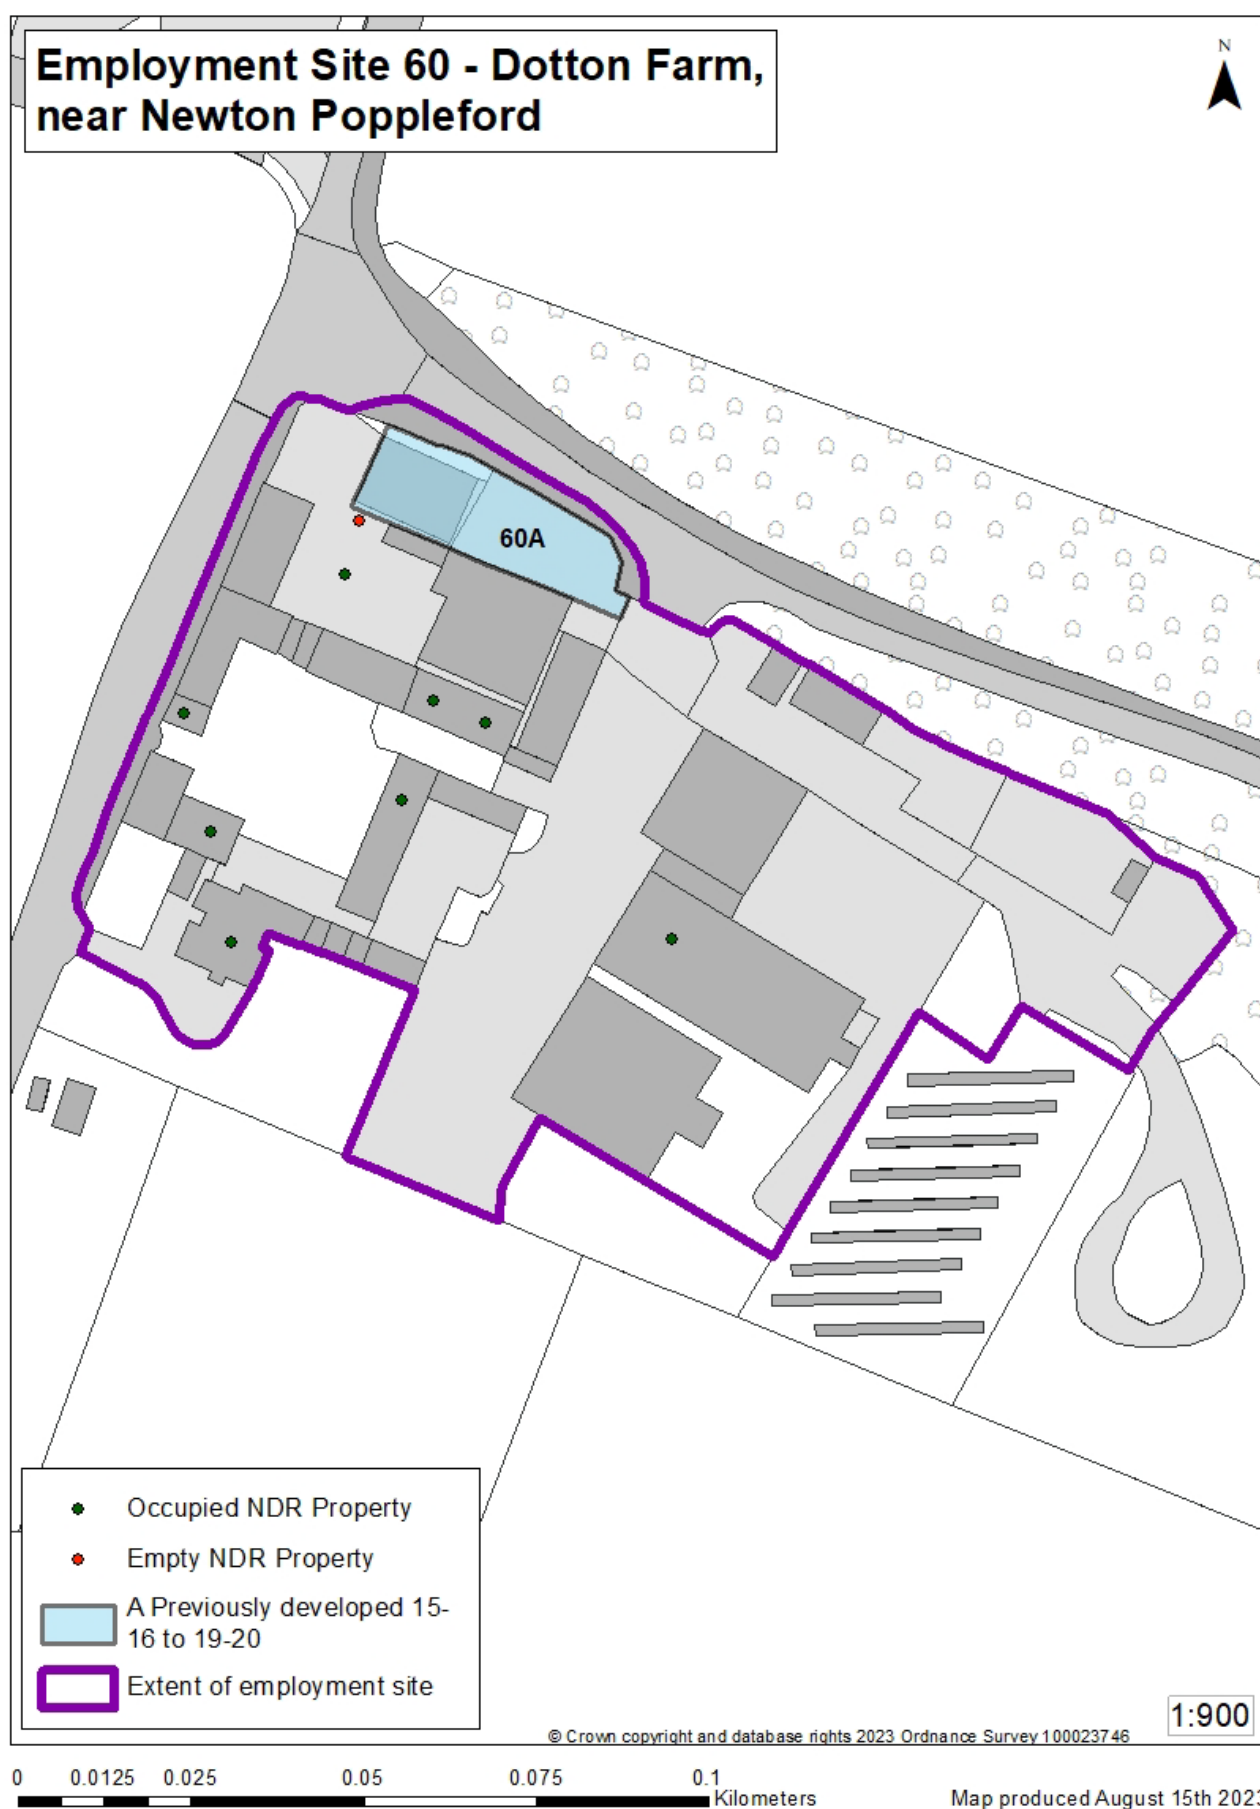 Employment Site 60 - Dotton Farm,
near Newton Poppleford
N
60A
Occupied NDR Property
Empty NDR Property
A Previously developed 15-
16 to 19-20
Extent of employment site
1:900
© Crown copyright and database rights 2023 Ordnance Survey 100023746
0 0.0125 0.025 0.05 0.075 0.1
Kilometers
Map produced August 15th 2023